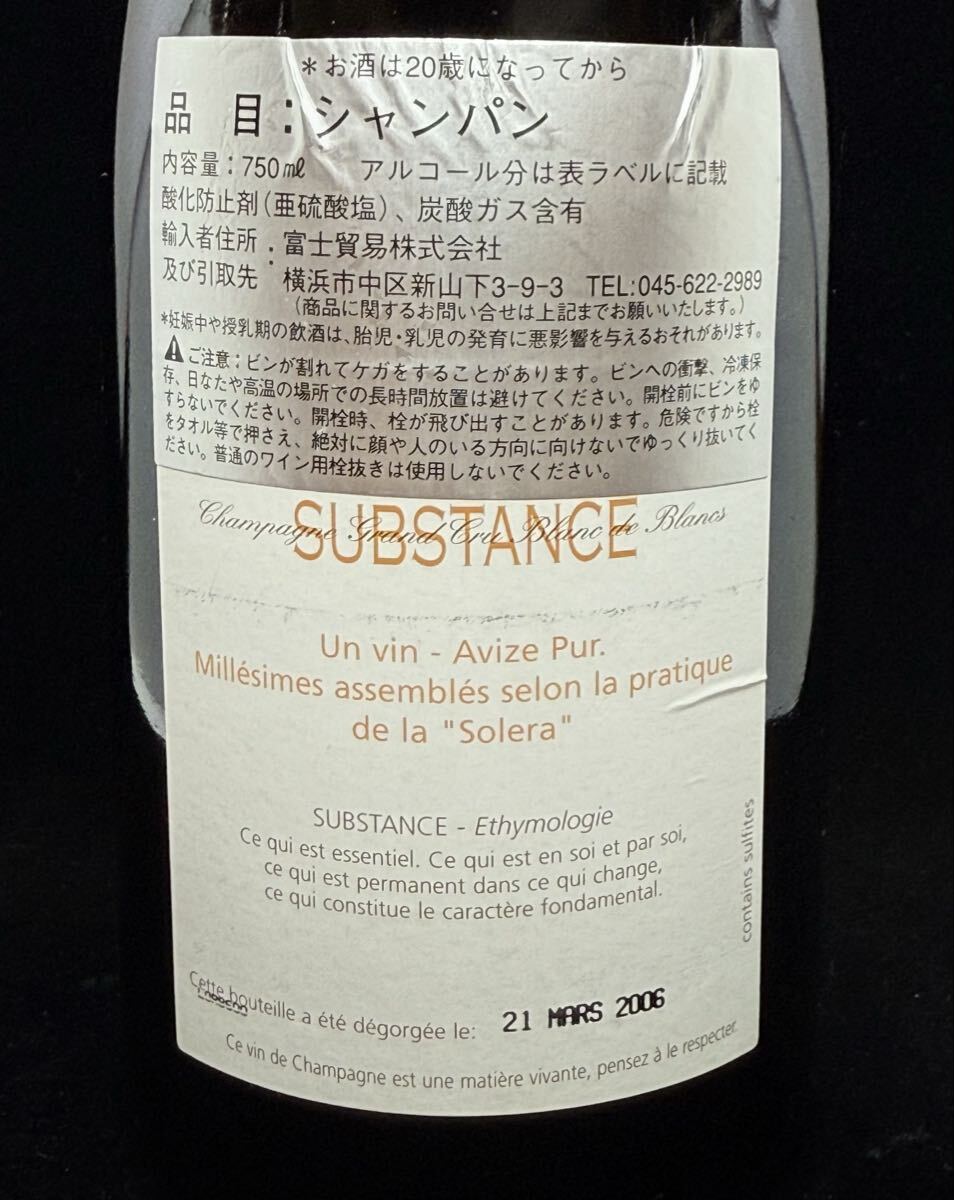 *お酒は20歳になってから
品 目：シャンパン
内容量：750㎖ アルコール分は表ラベルに記載
酸化防止剤（亜硫酸塩）、炭酸ガス含有
輸入者住所及び引取先：富士貿易株式会社
横浜市中区新山下3-9-3 TEL:045-622-2989
（商品に関するお問い合せは上記までお願いいたします。）
*妊娠中や授乳期の飲酒は、胎児・乳児の発育に悪影響を与えるおそれがあります。
⚠ご注意：ビンが割れてケガをすることがあります。ビンへの衝撃、冷凍保
存、日なたや高温の場所での長時間放置は避けてください。開栓前にビンをゆ
すらないでください。開栓時、栓が飛び出すことがあります。危険ですから栓
をタオル等で押さえ、絶対に顔や人のいる方向に向けないでゆっくり抜いてく
ださい。普通のワイン用栓抜きは使用しないでください。
SUBSTANCE
Champagne Grand Cru Blanc de Blancs
Un vin - Avize Pur.
Millésimes assemblés selon la pratique
de la "Solera"
SUBSTANCE - Ethymologie
Ce qui est essentiel. Ce qui est en soi et par soi,
ce qui est permanent dans ce qui change,
ce qui constitue le caractère fondamental.
contains sulfites
Cette bouteille a été dégorgée le: 21 MARS 2006
Ce vin de Champagne est une matière vivante, pensez à le respecter.